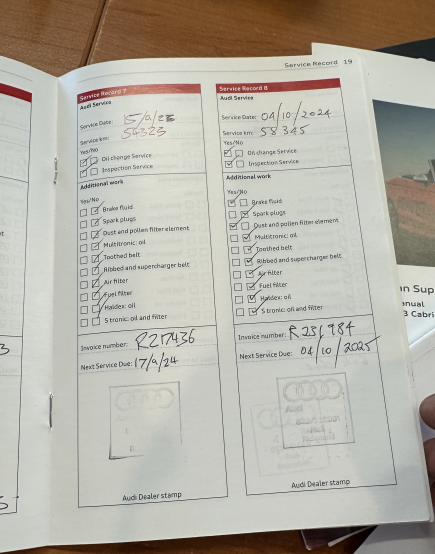 Service Record 19
Service Record 7
Audi Service
Service Date: 15/9/23
Service km: 54323
Yes/No
Oil change Service
Inspection Service
Additional work
Yes/No
Brake fluid
Spark plugs
Dust and pollen filter element
Multitronic: oil
Toothed belt
Ribbed and supercharger belt
Air filter
Fuel filter
Haldex: oil
S tronic: oil and filter
Invoice number: R217436
Next Service Due: 17/9/24
Audi Dealer stamp
Service Record 8
Audi Service
Service Date: 04/10/2024
Service km: 58345
Yes/No
Oil change Service
Inspection Service
Additional work
Yes/No
Brake fluid
Spark plugs
Dust and pollen filter element
Multitronic: oil
Toothed belt
Ribbed and supercharger belt
Air filter
Fuel filter
Haldex: oil
S tronic: oil and filter
Invoice number: R231984
Next Service Due: 04/10/2025
Audi Dealer stamp
n Sup
anual
3 Cabri